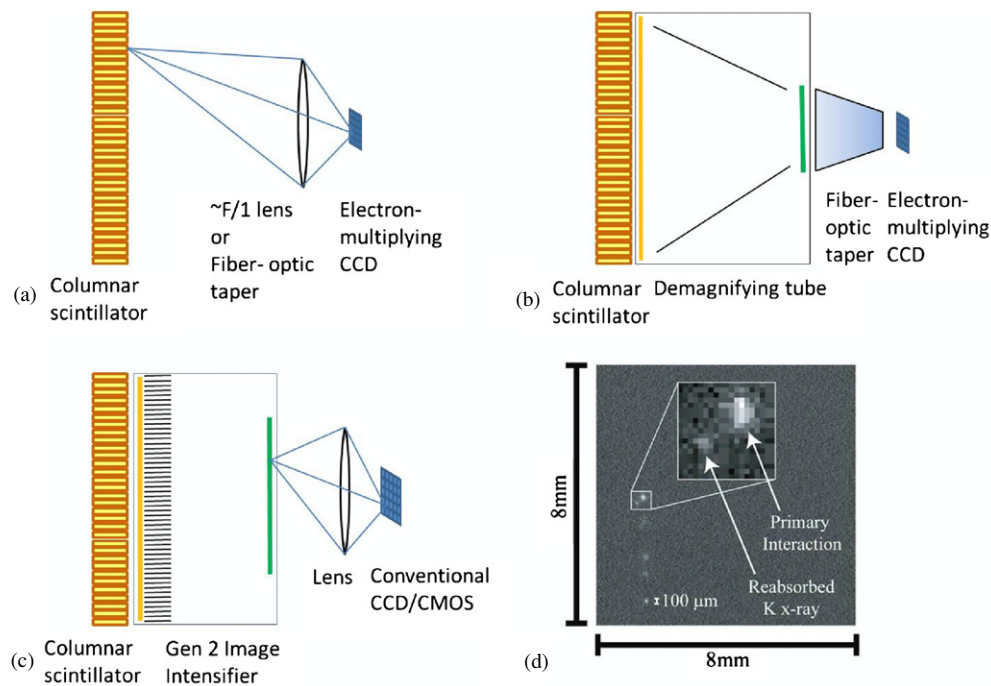 ~F/1 lens
or
Fiber- optic
taper
Electron-
multiplying
CCD
Columnar
scintillator
(a)
Fiber-
optic
taper
Electron-
multiplying
CCD
Columnar
scintillator
Demagnifying tube
(b)
Lens
Conventional
CCD/CMOS
Columnar
scintillator
Gen 2 Image
Intensifier
(c)
8mm
Primary
Interaction
Reabsorbed
K x-ray
100 μm
8mm
(d)